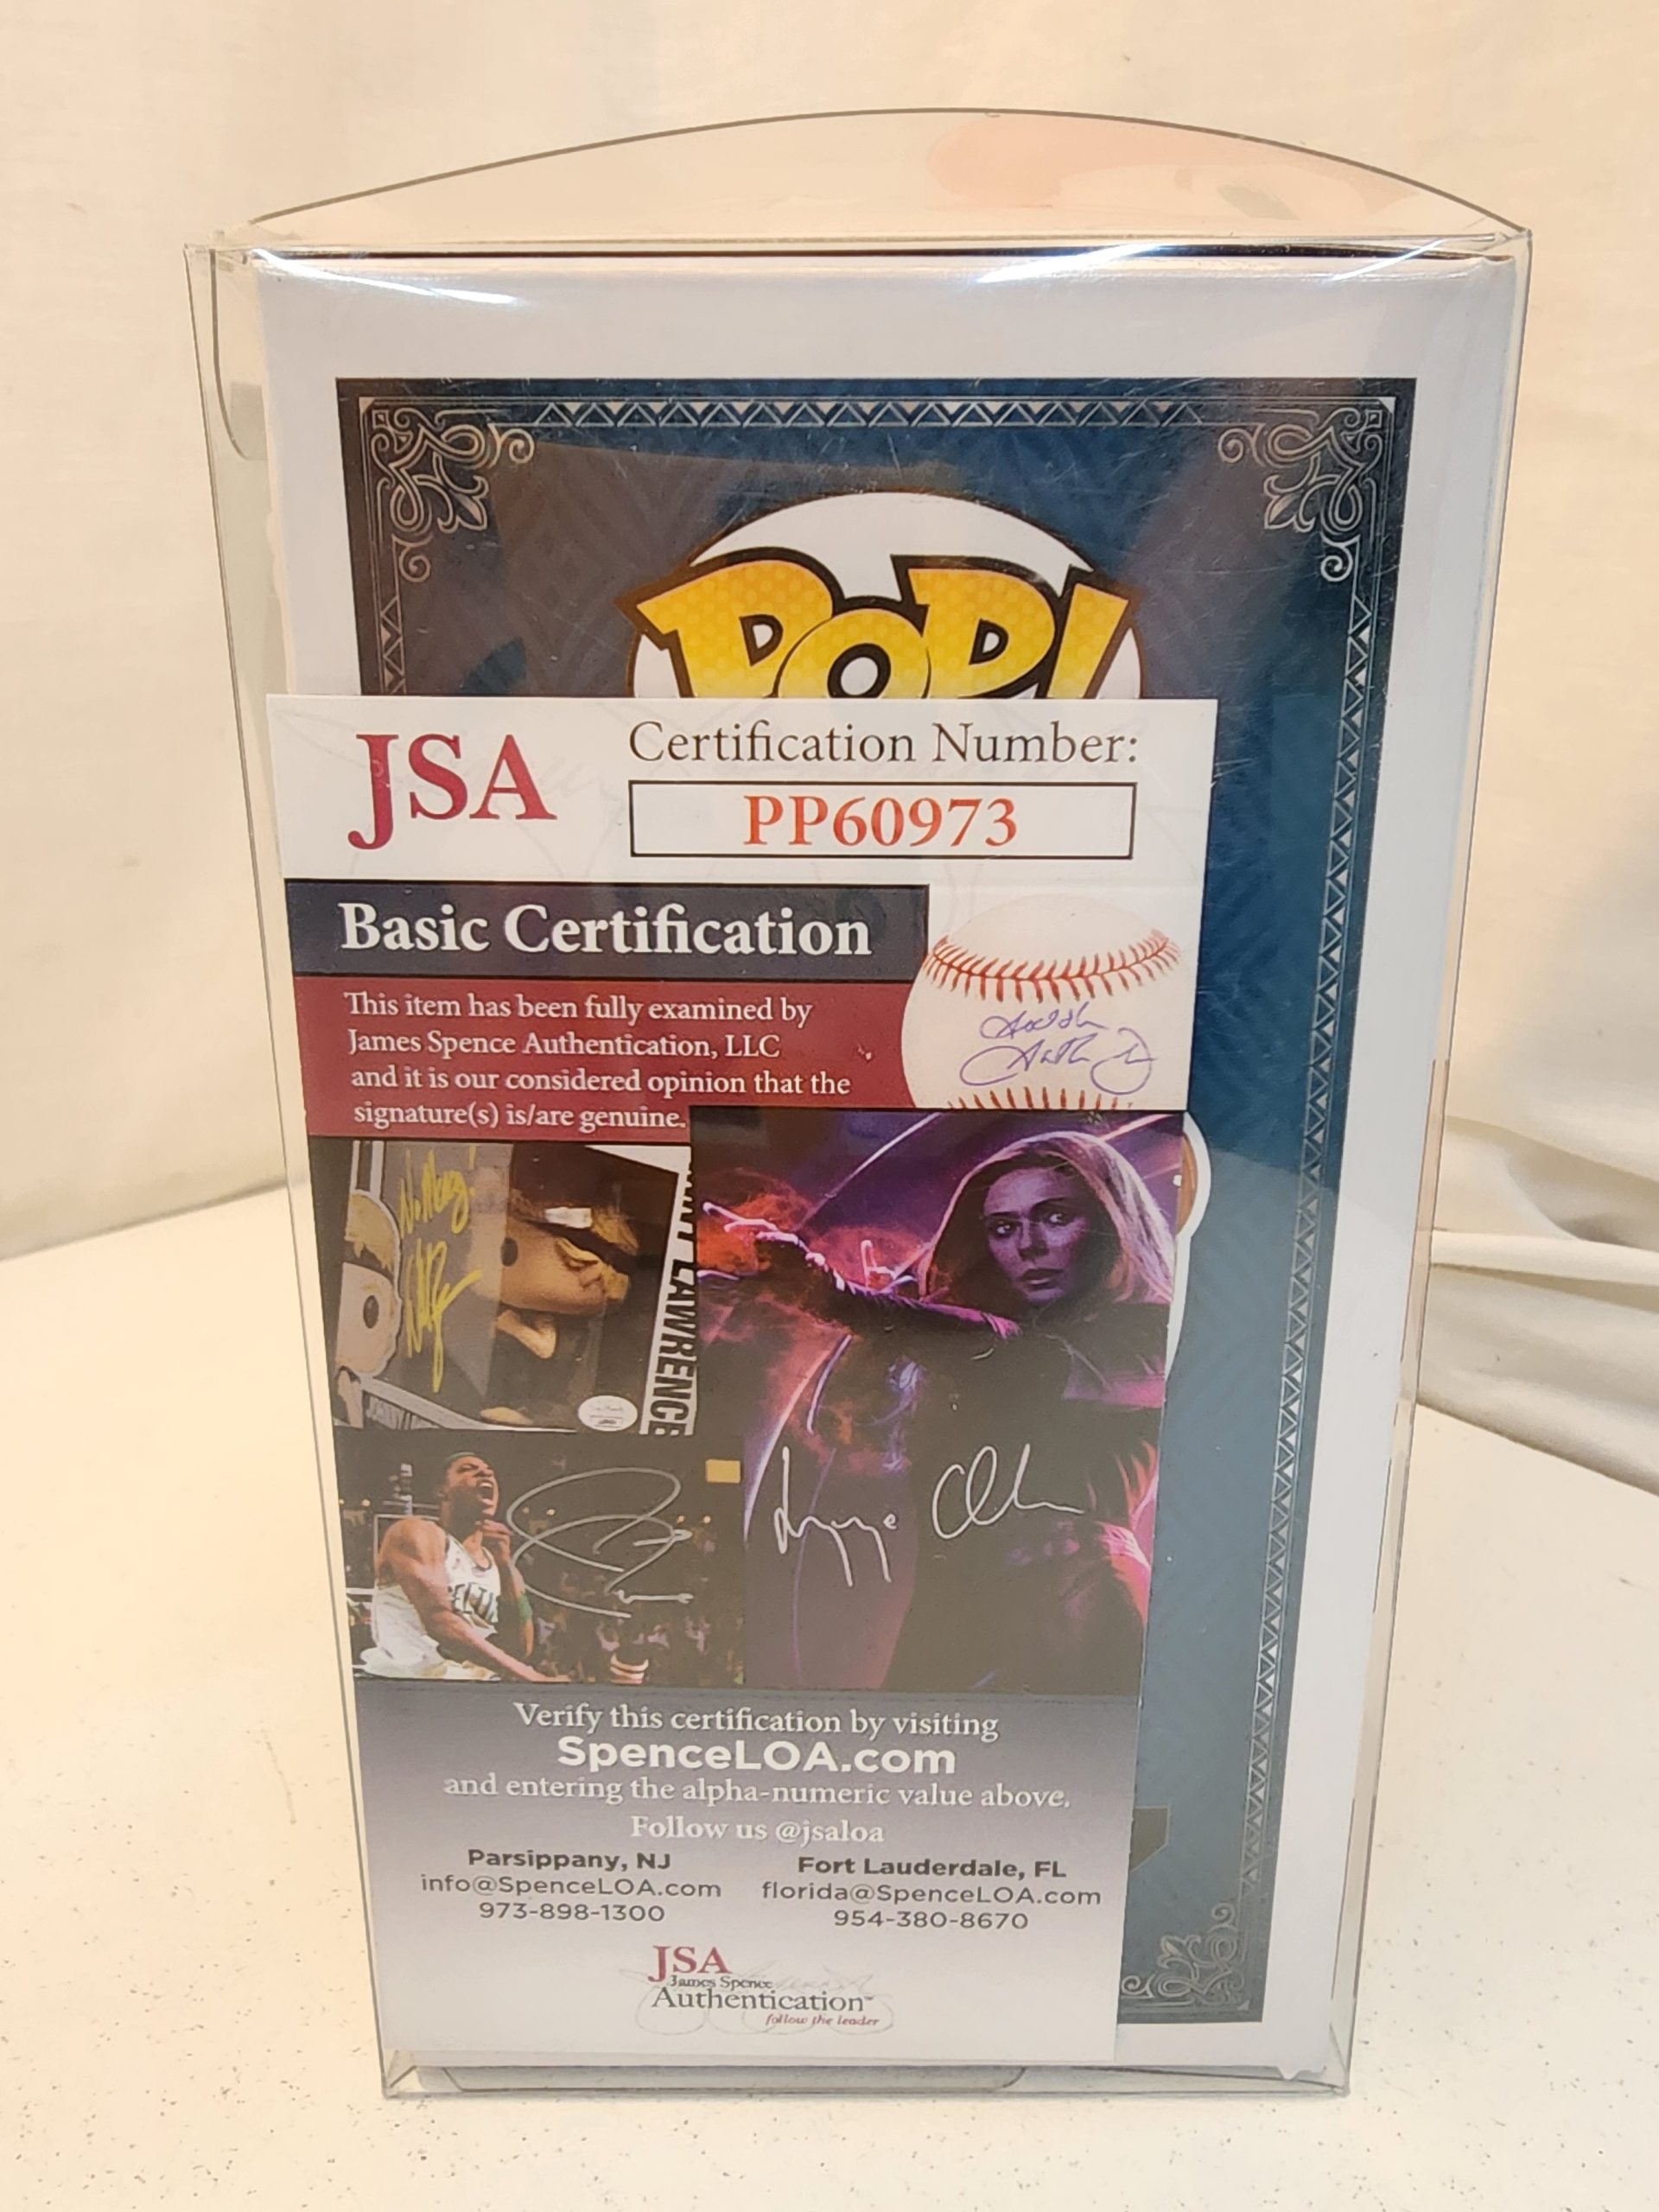 POP!
JSA
Certification Number:
PP60973
Basic Certification
This item has been fully examined by
James Spence Authentication, LLC
and it is our considered opinion that the
signature(s) is/are genuine.
LAWRENCE
Verify this certification by visiting
SpenceLOA.com
and entering the alpha-numeric value above.
Follow us @jsaloa
Parsippany, NJ
info@SpenceLOA.com
973-898-1300
Fort Lauderdale, FL
florida@SpenceLOA.com
954-380-8670
JSA
James Spence
Authentication
follow the leader